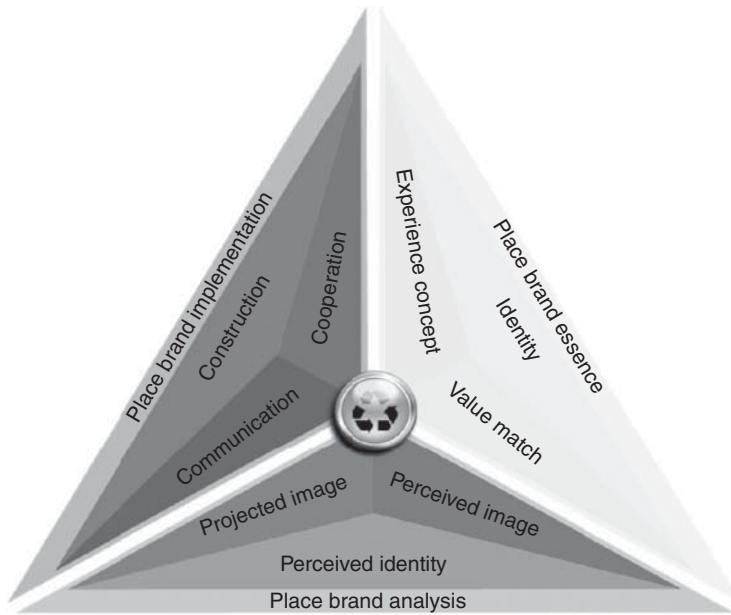 Place brand implementation
Construction
Cooperation
Communication
Experience concept
Place brand essence
Identity
Value match
Projected image
Perceived image
Perceived identity
Place brand analysis